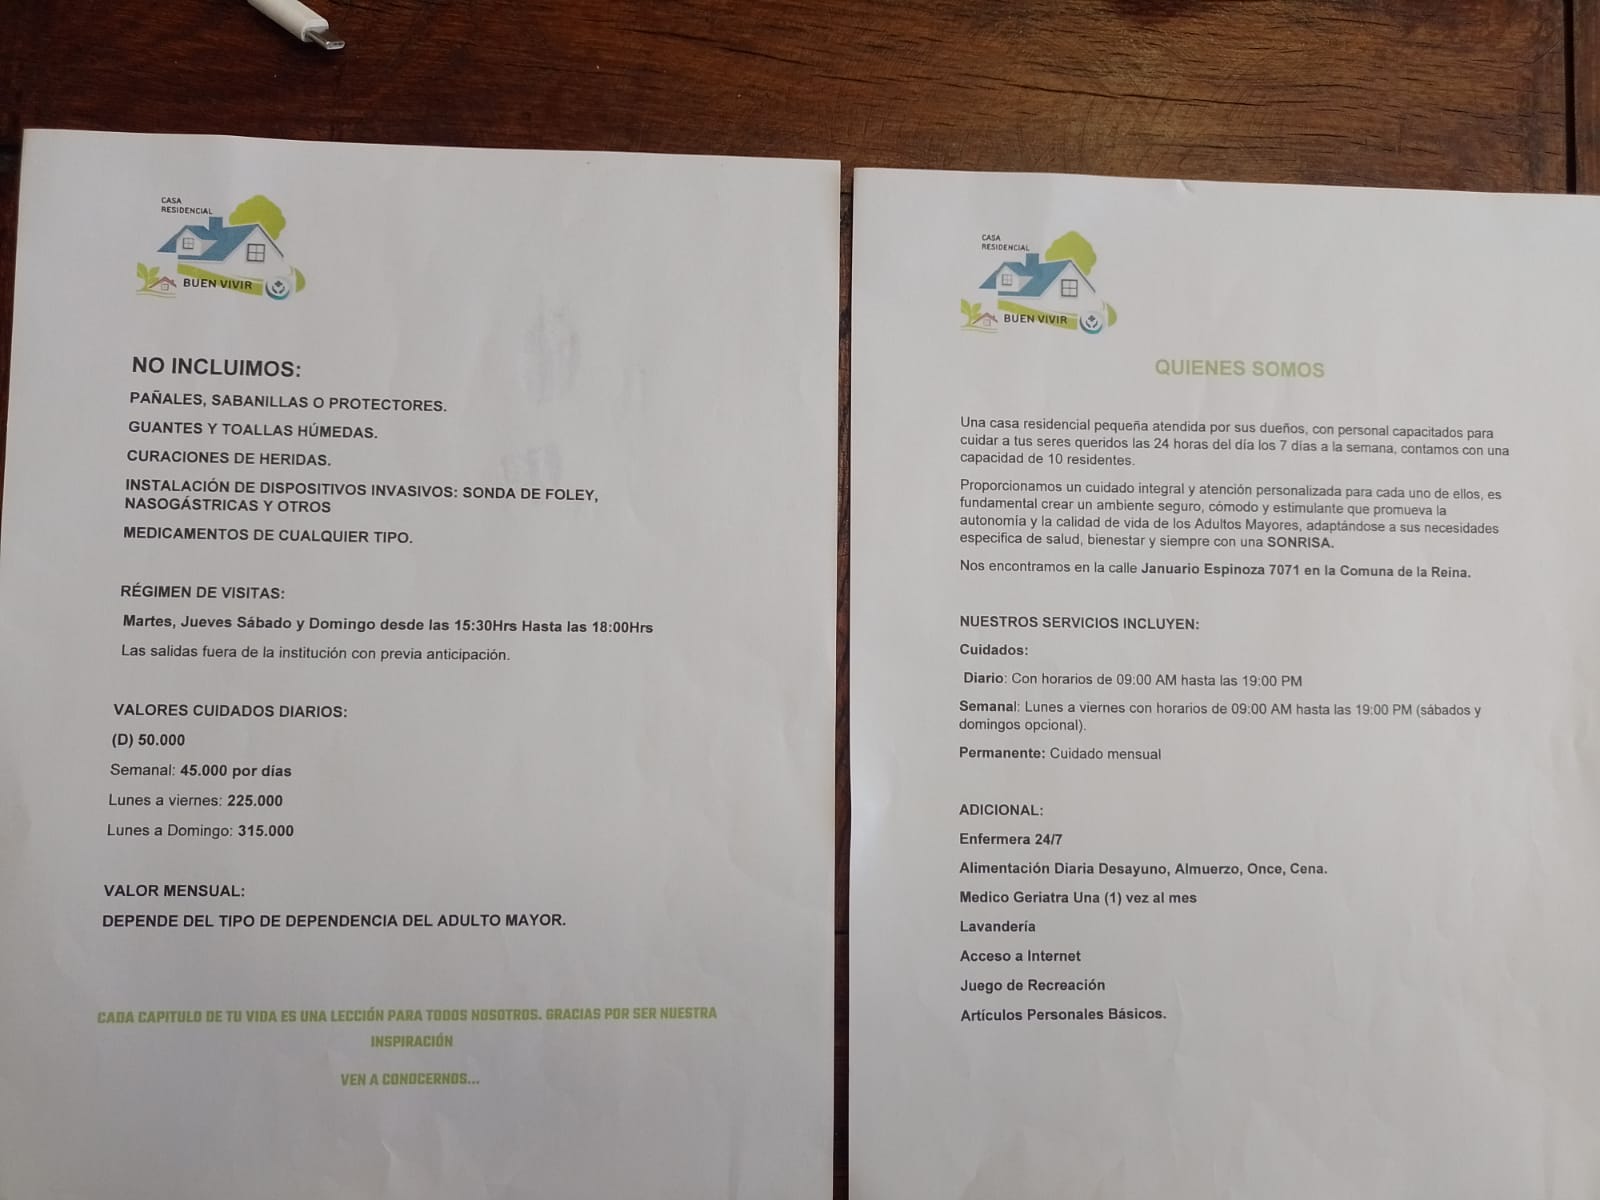 CASA
RESIDENCIAL
BUEN VIVIR
NO INCLUIMOS:
PAÑALES, SABANILLAS O PROTECTORES.
GUANTES Y TOALLAS HÚMEDAS.
CURACIONES DE HERIDAS.
INSTALACIÓN DE DISPOSITIVOS INVASIVOS: SONDA DE FOLEY,
NASOGÁSTRICAS Y OTROS
MEDICAMENTOS DE CUALQUIER TIPO.
RÉGIMEN DE VISITAS:
Martes, Jueves Sábado y Domingo desde las 15:30Hrs Hasta las 18:00Hrs
Las salidas fuera de la institución con previa anticipación.
VALORES CUIDADOS DIARIOS:
(D) 50.000
Semanal: 45.000 por días
Lunes a viernes: 225.000
Lunes a Domingo: 315.000
VALOR MENSUAL:
DEPENDE DEL TIPO DE DEPENDENCIA DEL ADULTO MAYOR.
CADA CAPITULO DE TU VIDA ES UNA LECCIÓN PARA TODOS NOSOTROS. GRACIAS POR SER NUESTRA
INSPIRACIÓN
VEN A CONOCERNOS...
CASA
RESIDENCIAL
BUEN VIVIR
QUIENES SOMOS
Una casa residencial pequeña atendida por sus dueños, con personal capacitados para
cuidar a tus seres queridos las 24 horas del día los 7 días a la semana, contamos con una
capacidad de 10 residentes.
Proporcionamos un cuidado integral y atención personalizada para cada uno de ellos, es
fundamental crear un ambiente seguro, cómodo y estimulante que promueva la
autonomía y la calidad de vida de los Adultos Mayores, adaptándose a sus necesidades
especifica de salud, bienestar y siempre con una SONRISA.
Nos encontramos en la calle Januario Espinoza 7071 en la Comuna de la Reina.
NUESTROS SERVICIOS INCLUYEN:
Cuidados:
Diario: Con horarios de 09:00 AM hasta las 19:00 PM
Semanal: Lunes a viernes con horarios de 09:00 AM hasta las 19:00 PM (sábados y
domingos opcional).
Permanente: Cuidado mensual
ADICIONAL:
Enfermera 24/7
Alimentación Diaria Desayuno, Almuerzo, Once, Cena.
Medico Geriatra Una (1) vez al mes
Lavandería
Acceso a Internet
Juego de Recreación
Artículos Personales Básicos.